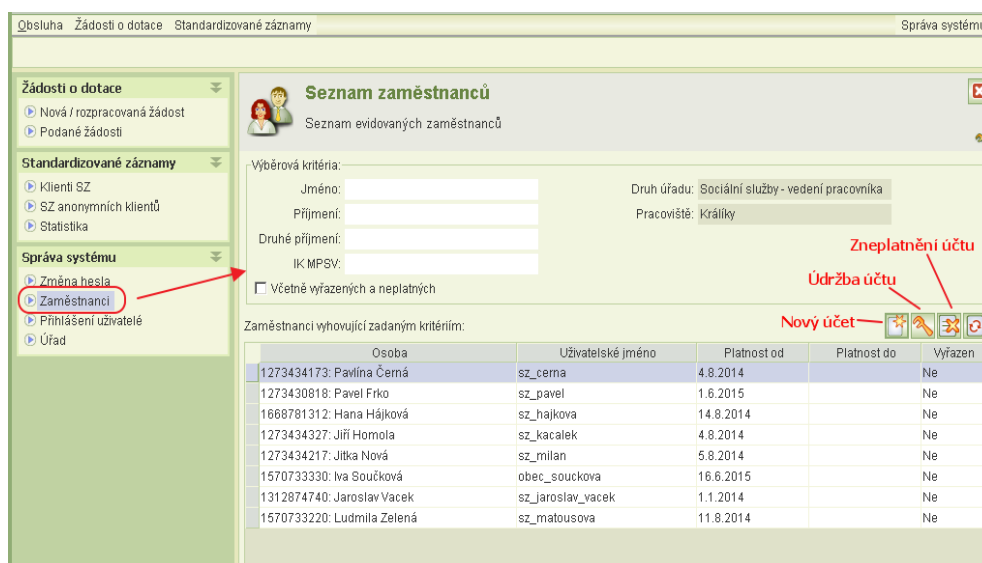 Obsluha Žádosti o dotace Standardizované záznamy Správa systému
Žádosti o dotace
Nová / rozpracovaná žádost
Podané žádosti
Standardizované záznamy
Klienti SZ
SZ anonymních klientů
Statistika
Správa systému
Změna hesla
Zaměstnanci
Přihlášení uživatelé
Úřad
Seznam zaměstnanců
Seznam evidovaných zaměstnanců
Výběrová kritéria:
Jméno: Druh úřadu: Sociální služby - vedení pracovníka
Příjmení: Pracoviště: Králíky
Druhé příjmení:
IK MPSV:
Včetně vyřazených a neplatných
Zneplatnění účtu
Údržba účtu
Nový účet
Zaměstnanci vyhovující zadaným kritériím:
Osoba Uživatelské jméno Platnost od Platnost do Vyřazen
1273434173: Pavlína Černá sz_cerna 4.8.2014 Ne
1273430818: Pavel Frko sz_pavel 1.6.2015 Ne
1668781312: Hana Hájková sz_hajkova 14.8.2014 Ne
1273434327: Jiří Homola sz_kacalek 4.8.2014 Ne
1273434217: Jitka Nová sz_milan 5.8.2014 Ne
1570733330: Iva Součková obec_souckova 16.6.2015 Ne
1312874740: Jaroslav Vacek sz_jaroslav_vacek 1.1.2014 Ne
1570733220: Ludmila Zelená sz_matousova 11.8.2014 Ne